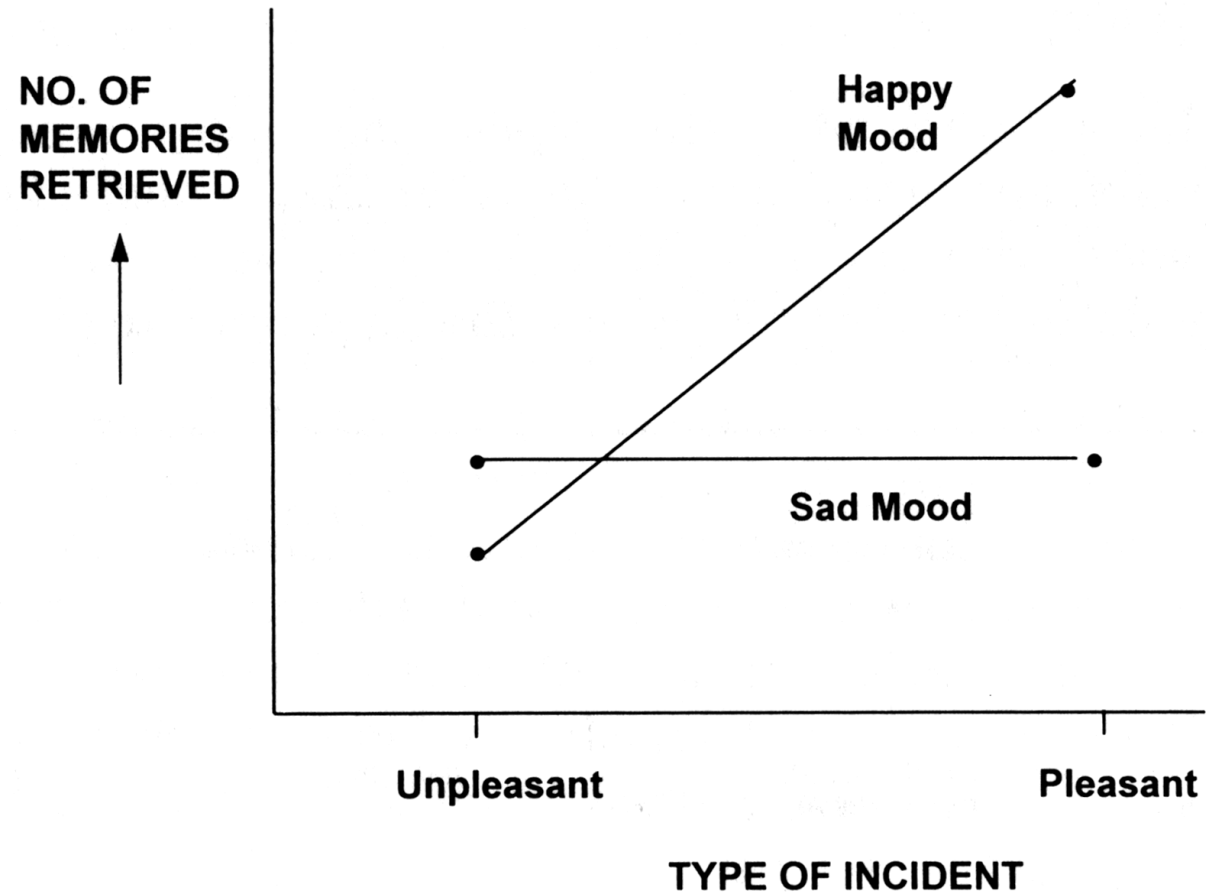 NO. OF
MEMORIES
RETRIEVED
Happy
Mood
Sad Mood
Unpleasant
Pleasant
TYPE OF INCIDENT